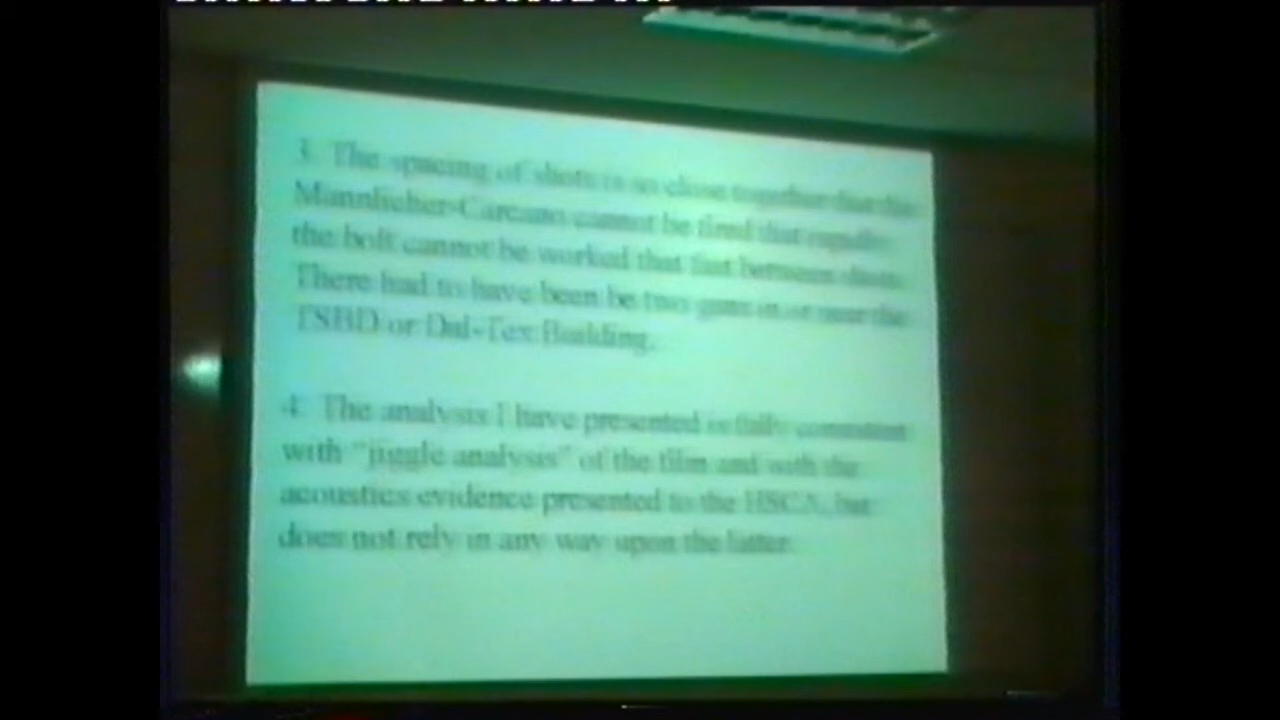 3. The spacing of shots is so close together that the
Mannlicher-Carcano cannot be fired that rapidly
the bolt cannot be worked that fast between shots.
There had to have been be two guns in or near the
TSBD or Dal-Tex Building.
4. The analysis I have presented is fully consistent
with "jiggle analysis" of the film and with the
acoustics evidence presented to the HSCA, but
does not rely in any way upon the latter.